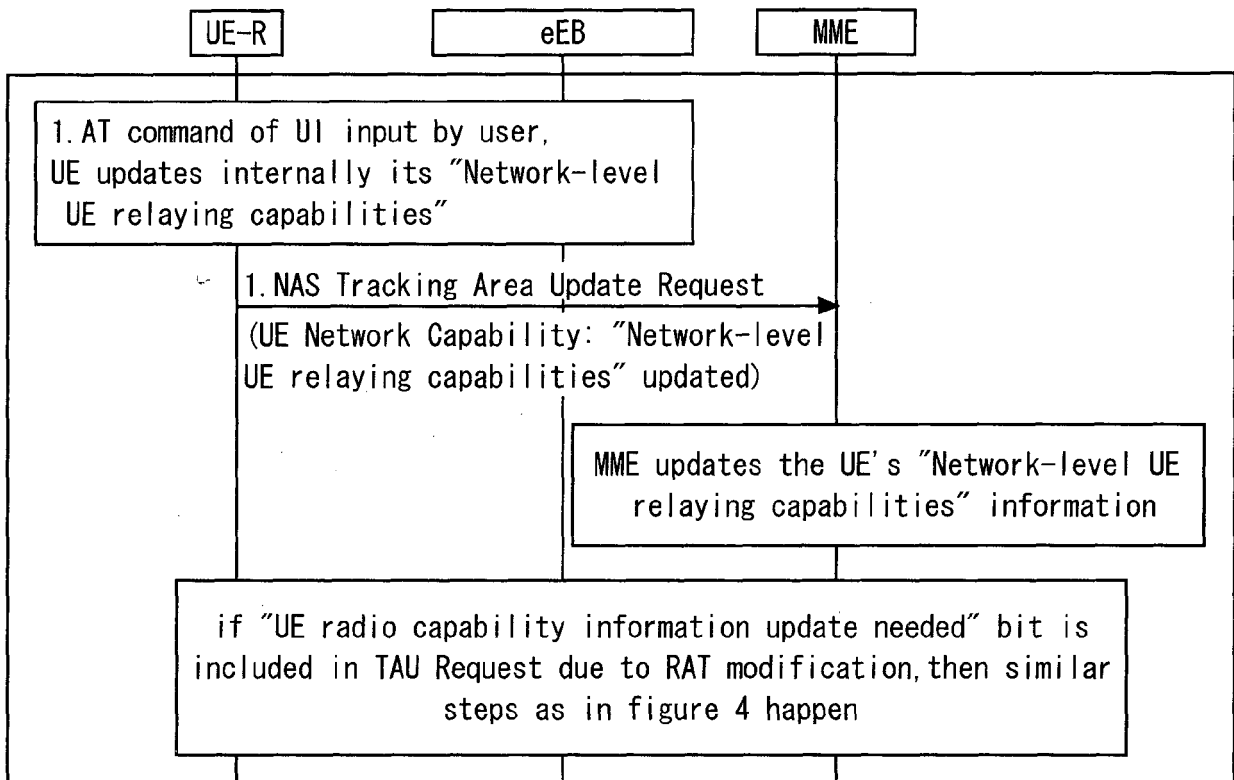 UE-R
eEB
MME
1. AT command of UI input by user,
UE updates internally its "Network-level
UE relaying capabilities"
1. NAS Tracking Area Update Request
(UE Network Capability: "Network-level
UE relaying capabilities" updated)
MME updates the UE's "Network-level UE
relaying capabilities" information
if "UE radio capability information update needed" bit is
included in TAU Request due to RAT modification, then similar
steps as in figure 4 happen